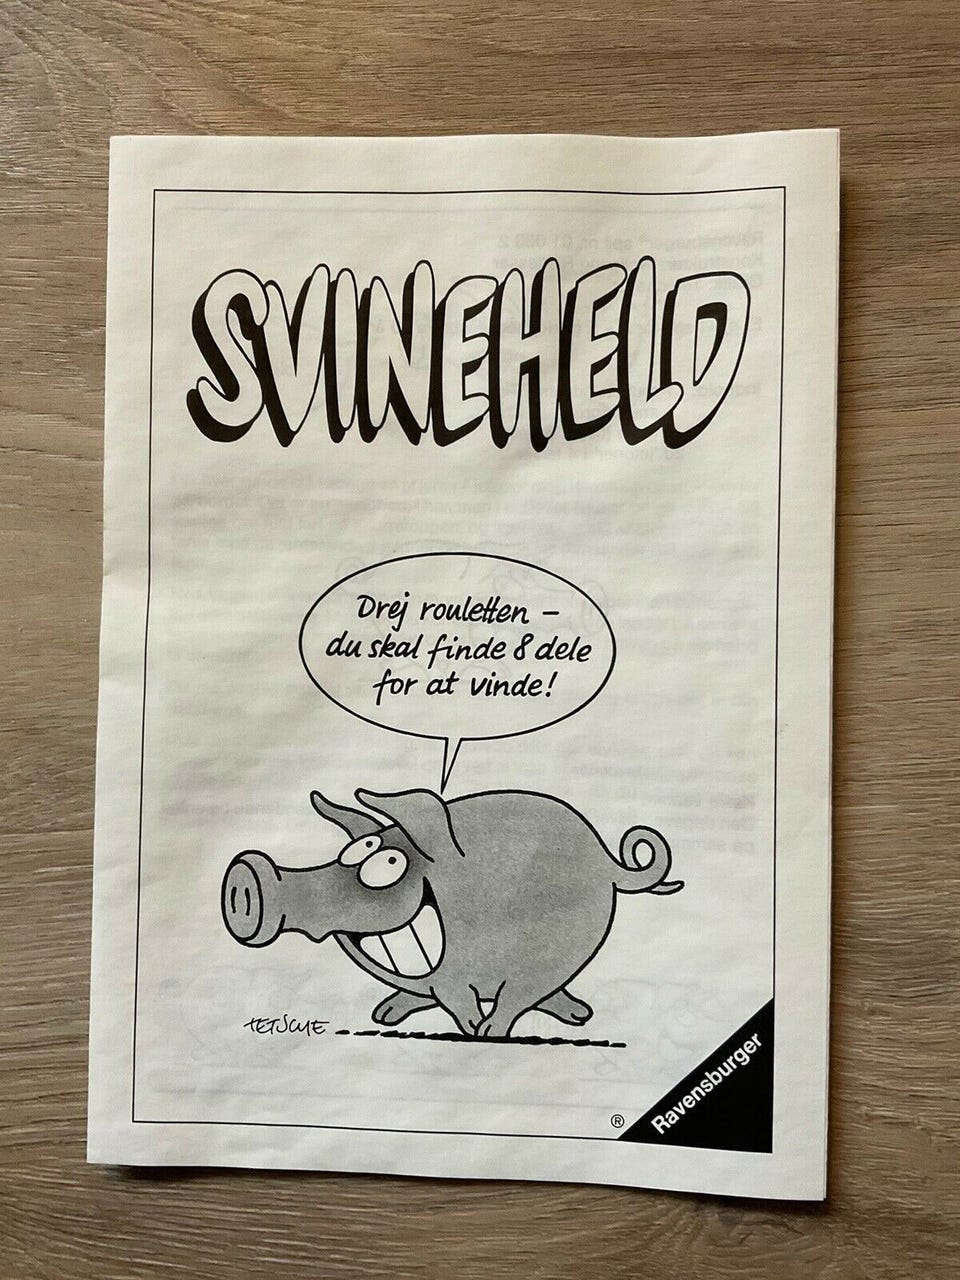 SVINEHELD
Drej rouletten –
du skal finde 8 dele
for at vinde!
TETSCHE
®
Ravensburger